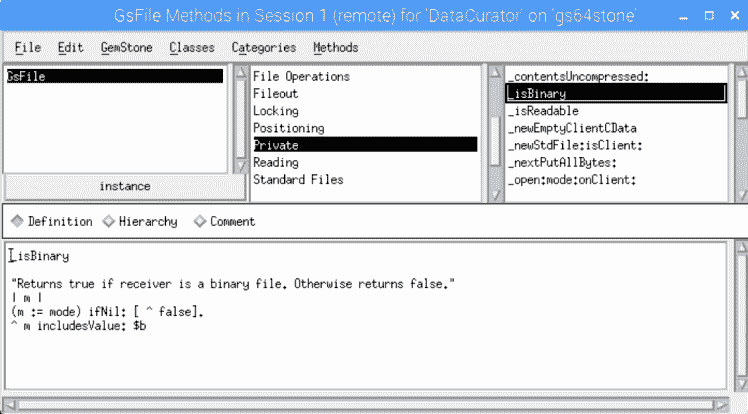 GsFile Methods in Session 1 (remote) for 'DataCurator' on 'gs64stone'
File Edit GemStone Classes Categories Methods
GsFile
instance
File Operations
Fileout
Locking
Positioning
Private
Reading
Standard Files
_contentsUncompressed:
_isBinary
_isReadable
_newEmptyClientCData
_newStdFile:isClient:
_nextPutAllBytes:
_open:mode:onClient:
Definition Hierarchy Comment
_isBinary
"Returns true if receiver is a binary file. Otherwise returns false."
| m |
(m := mode) ifNil: [ ^ false].
^ m includesValue: $b